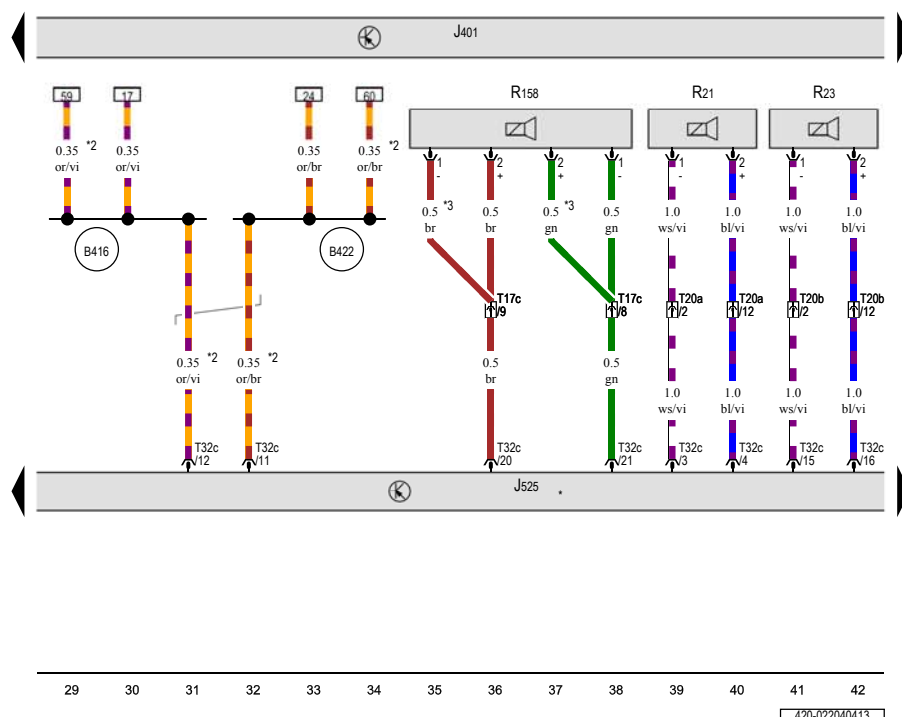 J401
59 17 24 60 R158 R21 R23
0.35 *2 0.35 0.35 0.35 *2
or/vi or/vi or/br or/br
1 2 2 1 1 2 1 2
- + + - - + - +
0.5 *3 0.5 0.5 *3 0.5 1.0 1.0 1.0 1.0
br br gn gn ws/vi bl/vi ws/vi bl/vi
B416 B422
T17c T17c T20a T20a T20b T20b
/9 /8 /2 /12 /2 /12
0.35 *2 0.35 *2 0.5 0.5
or/vi or/br br gn
1.0 1.0 1.0 1.0
ws/vi bl/vi ws/vi bl/vi
T32c T32c T32c T32c T32c T32c T32c T32c
/12 /11 /20 /21 /3 /4 /15 /16
J525 *
29 30 31 32 33 34 35 36 37 38 39 40 41 42
420-022040413